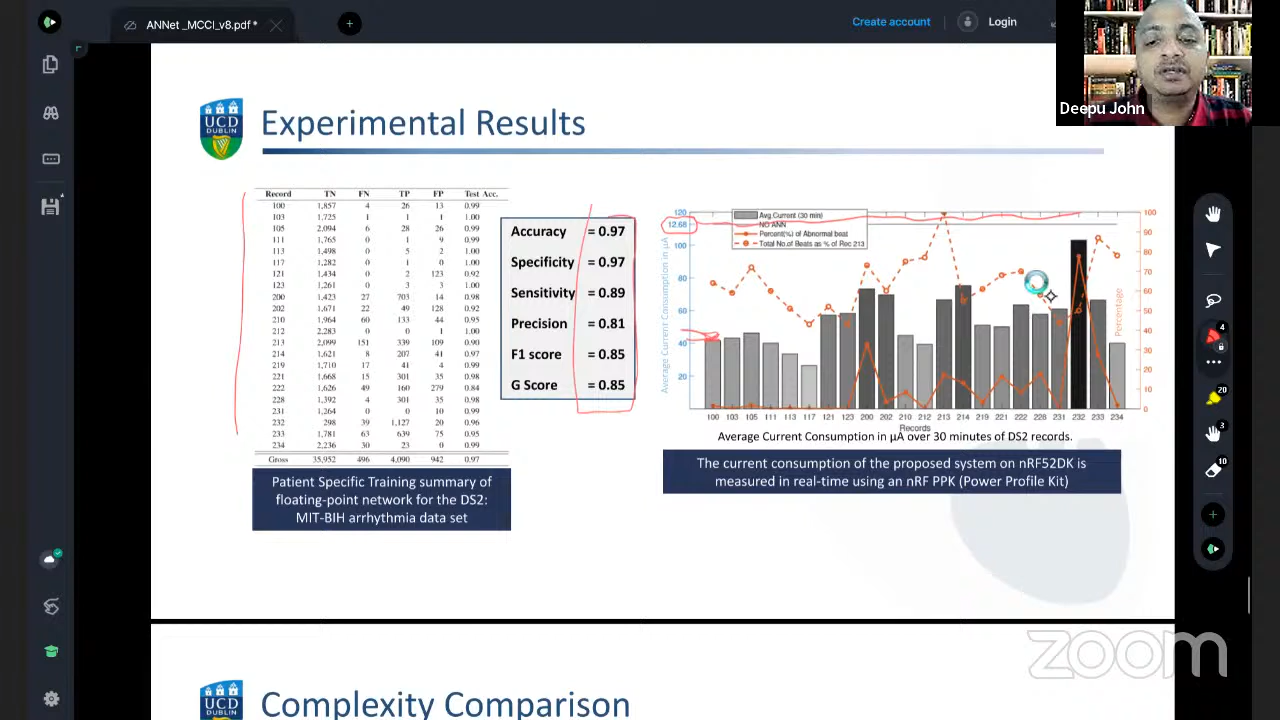 ANNet _MCCI_v8.pdf *
Create account
Login
Deepu John
UCD
DUBLIN
Experimental Results
Record TN FN TP FP Test Acc.
100 1,857 4 26 13 0.99
103 1,725 1 1 1 1.00
105 2,094 6 28 26 0.99
111 1,765 0 1 9 0.99
113 1,498 5 2 1.00
117 1,282 0 1 0 1.00
121 1,434 0 2 123 0.92
123 1,261 0 3 3 1.00
200 1,423 27 703 14 0.98
202 1,671 22 49 128 0.92
210 1,964 60 133 44 0.95
212 2,283 0 0 1 1.00
213 2,099 151 339 109 0.90
214 1,621 8 207 41 0.97
219 1,710 17 41 4 0.99
221 1,668 15 301 35 0.98
222 1,626 49 160 279 0.84
228 1,392 4 301 35 0.98
231 1,264 0 0 10 0.99
232 298 39 1,127 20 0.96
233 1,781 63 639 75 0.95
234 2,236 30 23 0 0.99
Gross 35,952 496 4,090 942 0.97
Patient Specific Training summary of
floating-point network for the DS2:
MIT-BIH arrhythmia data set
Accuracy = 0.97
Specificity = 0.97
Sensitivity = 0.89
Precision = 0.81
F1 score = 0.85
G Score = 0.85
120
12.68
100
80
60
40
20
Average Current Consumption in µA
Avg.Current (30 min)
NO ANN
Percent(%) of Abnormal beat
Total No.of Beats as % of Rec 213
100
90
80
70
60
50
40
30
20
10
0
Percentage
100 103 105 111 113 117 121 123 200 202 210 212 213 214 219 221 222 228 231 232 233 234
Records
Average Current Consumption in µA over 30 minutes of DS2 records.
The current consumption of the proposed system on nRF52DK is
measured in real-time using an nRF PPK (Power Profile Kit)
4
20
3
10
zoom
UCD
DUBLIN
Complexity Comparison